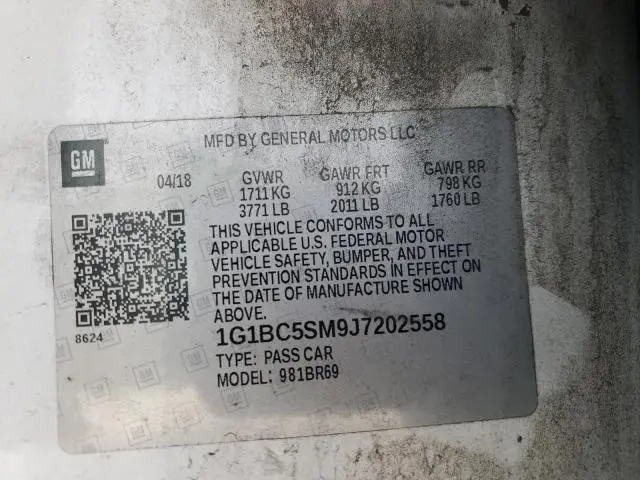 MFD BY GENERAL MOTORS LLC
GM
04/18 GVWR GAWR FRT GAWR RR
1711 KG 912 KG 798 KG
3771 LB 2011 LB 1760 LB
THIS VEHICLE CONFORMS TO ALL
APPLICABLE U.S. FEDERAL MOTOR
VEHICLE SAFETY, BUMPER, AND THEFT
PREVENTION STANDARDS IN EFFECT ON
THE DATE OF MANUFACTURE SHOWN
ABOVE.
8624
1G1BC5SM9J7202558
TYPE: PASS CAR
MODEL: 981BR69